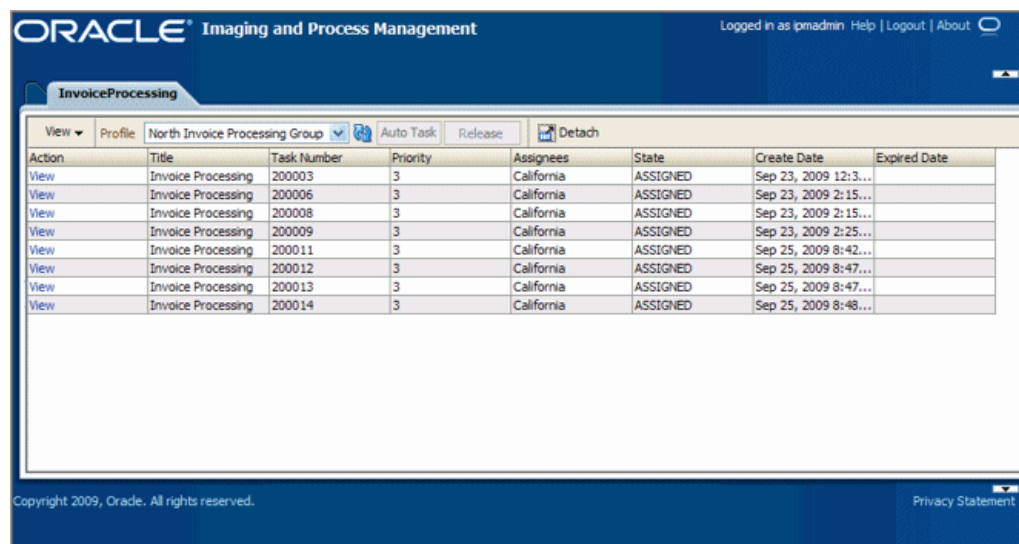 ORACLE® Imaging and Process Management Logged in as ipmadmin Help | Logout | About
InvoiceProcessing
View Profile North Invoice Processing Group Auto Task Release Detach
Action Title Task Number Priority Assignees State Create Date Expired Date
View Invoice Processing 200003 3 California ASSIGNED Sep 23, 2009 12:3...
View Invoice Processing 200006 3 California ASSIGNED Sep 23, 2009 2:15...
View Invoice Processing 200008 3 California ASSIGNED Sep 23, 2009 2:15...
View Invoice Processing 200009 3 California ASSIGNED Sep 23, 2009 2:25...
View Invoice Processing 200011 3 California ASSIGNED Sep 25, 2009 8:42...
View Invoice Processing 200012 3 California ASSIGNED Sep 25, 2009 8:47...
View Invoice Processing 200013 3 California ASSIGNED Sep 25, 2009 8:47...
View Invoice Processing 200014 3 California ASSIGNED Sep 25, 2009 8:48...
Copyright 2009, Oracle. All rights reserved. Privacy Statement